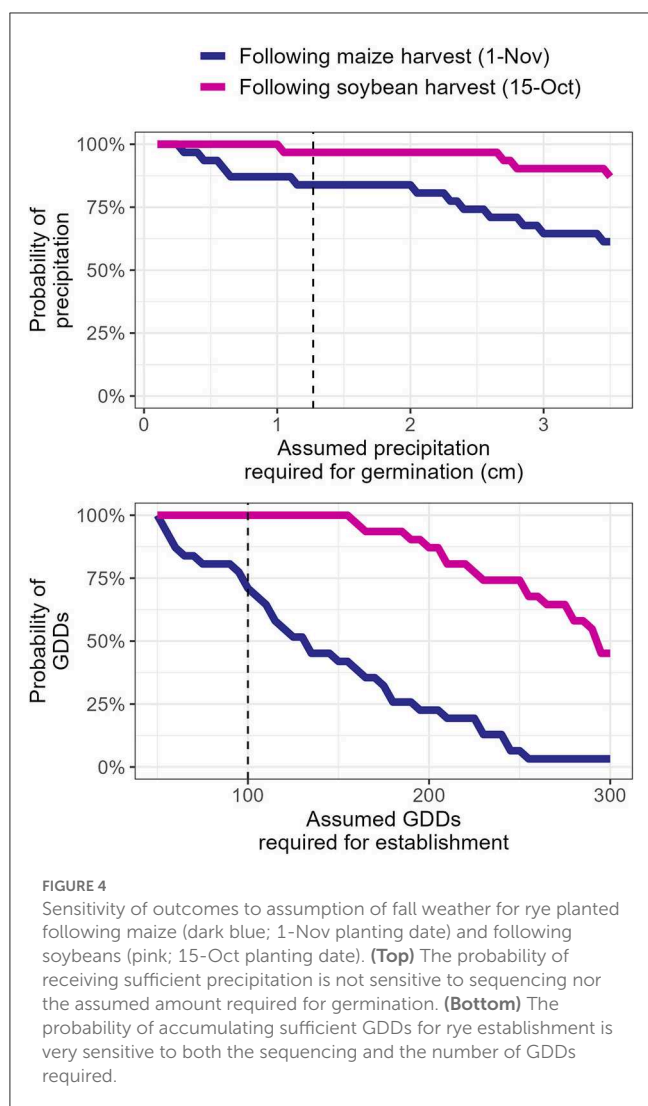 Following maize harvest (1-Nov)
Following soybean harvest (15-Oct)
100%
75%
50%
25%
0%
Probability of
precipitation
0 1 2 3
Assumed precipitation
required for germination (cm)
100%
75%
50%
25%
0%
Probability of
GDDs
100 200 300
Assumed GDDs
required for establishment
FIGURE 4
Sensitivity of outcomes to assumption of fall weather for rye planted
following maize (dark blue; 1-Nov planting date) and following
soybeans (pink; 15-Oct planting date). (Top) The probability of
receiving sufficient precipitation is not sensitive to sequencing nor
the assumed amount required for germination. (Bottom) The
probability of accumulating sufficient GDDs for rye establishment is
very sensitive to both the sequencing and the number of GDDs
required.